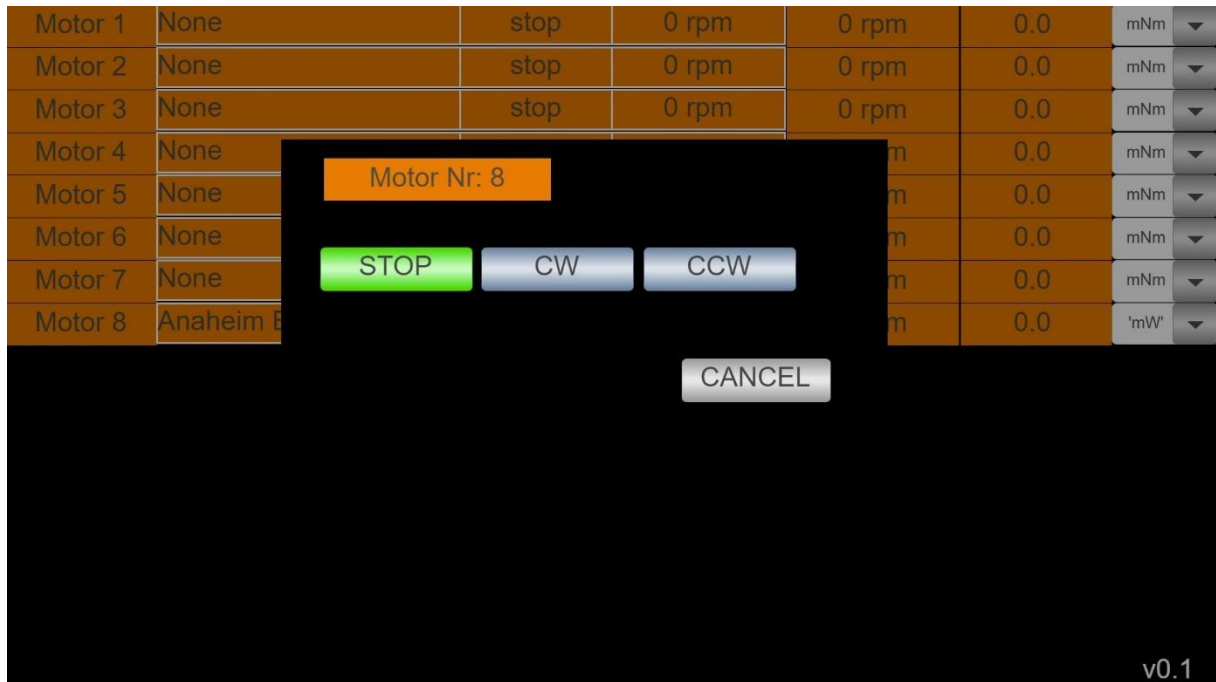 Motor 1 None stop 0 rpm 0 rpm 0.0 mNm
Motor 2 None stop 0 rpm 0 rpm 0.0 mNm
Motor 3 None stop 0 rpm 0 rpm 0.0 mNm
Motor 4 None m 0.0 mNm
Motor 5 None m 0.0 mNm
Motor 6 None m 0.0 mNm
Motor 7 None m 0.0 mNm
Motor 8 Anaheim m 0.0 'mW'
Motor Nr: 8
STOP CW CCW
CANCEL
v0.1